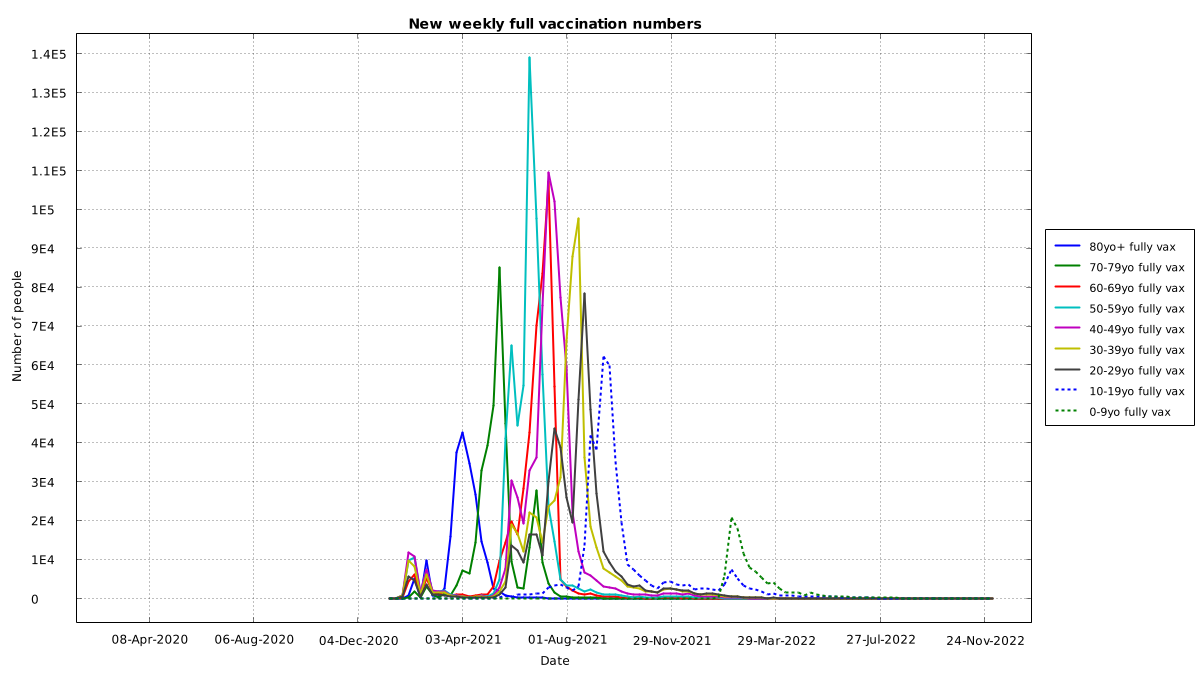 New weekly full vaccination numbers
1.4E5
1.3E5
1.2E5
1.1E5
1E5
9E4
8E4
7E4
6E4
5E4
4E4
3E4
2E4
1E4
0
Number of people
08-Apr-2020 06-Aug-2020 04-Dec-2020 03-Apr-2021 01-Aug-2021 29-Nov-2021 29-Mar-2022 27-Jul-2022 24-Nov-2022
Date
80yo+ fully vax
70-79yo fully vax
60-69yo fully vax
50-59yo fully vax
40-49yo fully vax
30-39yo fully vax
20-29yo fully vax
10-19yo fully vax
0-9yo fully vax